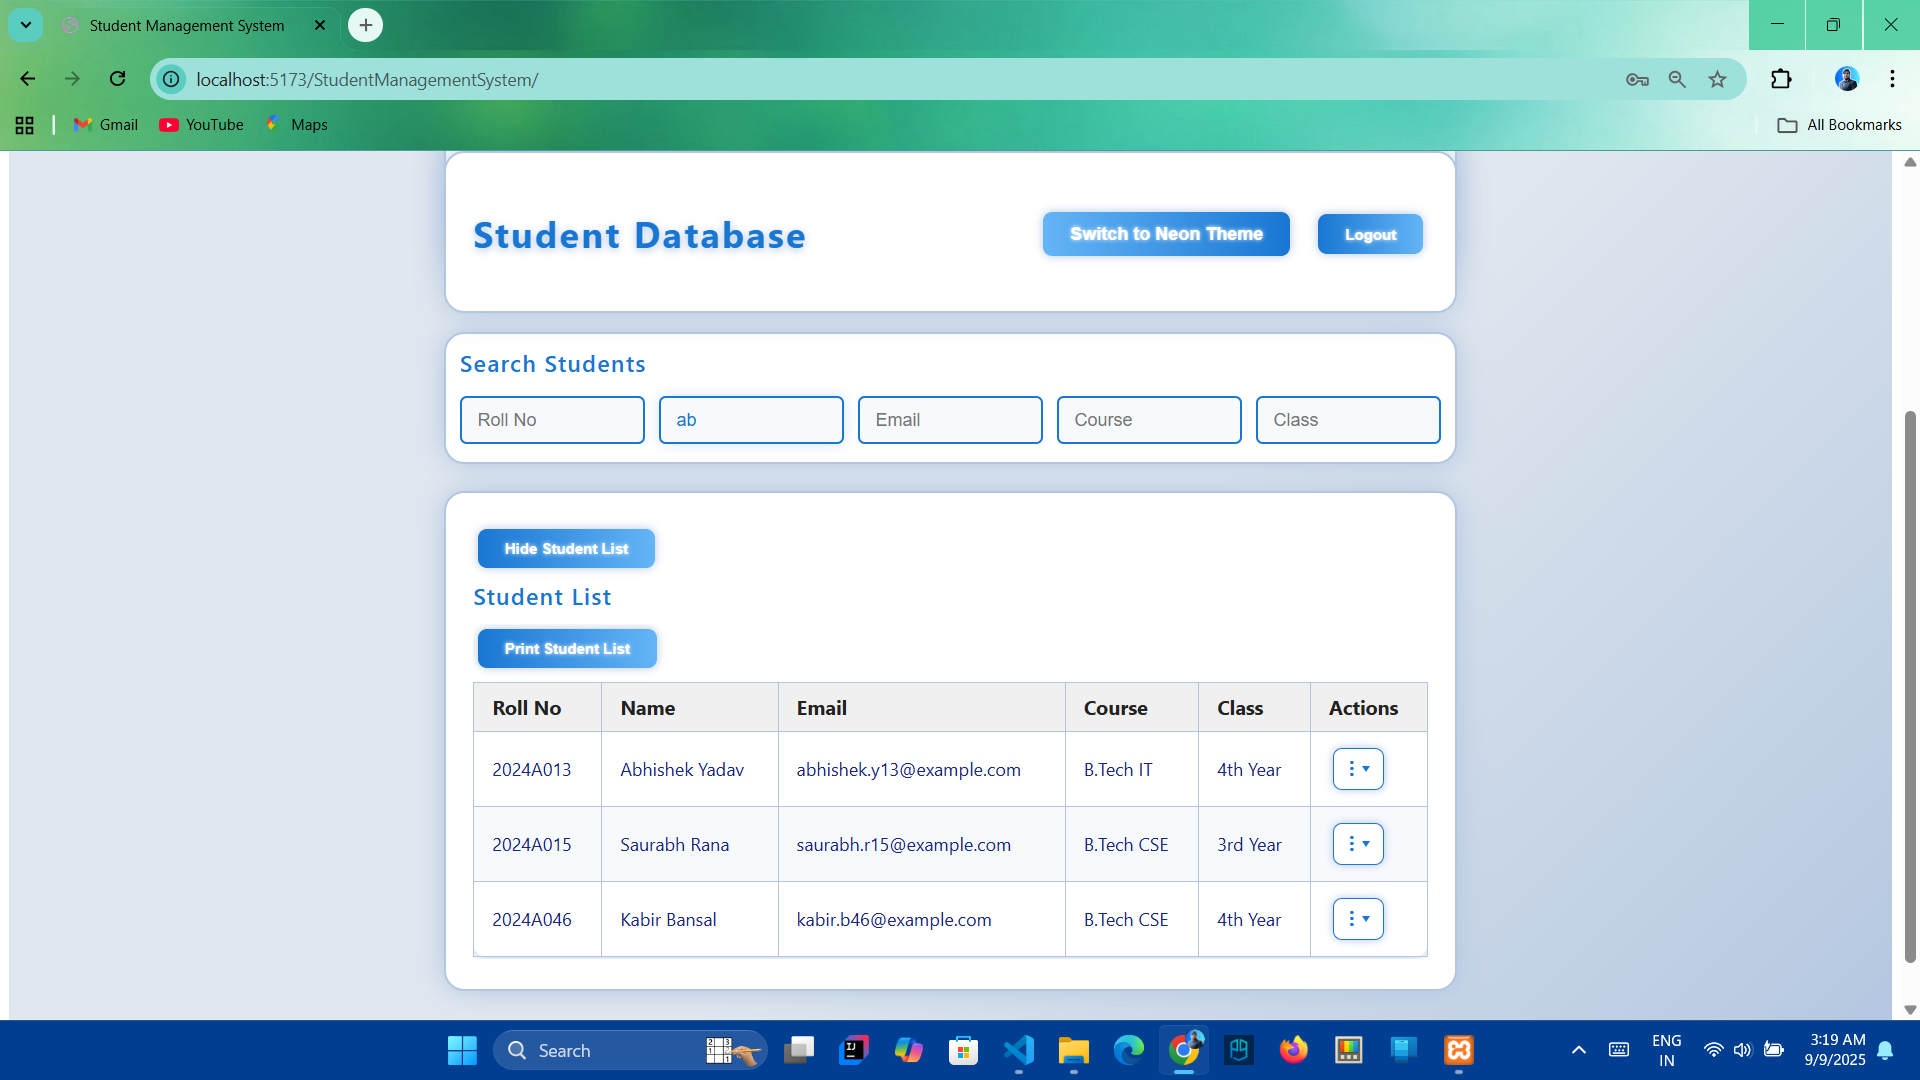 Student Management System
localhost:5173/StudentManagementSystem/
Gmail YouTube Maps All Bookmarks
Student Database Switch to Neon Theme Logout
Search Students
Roll No ab Email Course Class
Hide Student List
Student List
Print Student List
Roll No Name Email Course Class Actions
2024A013 Abhishek Yadav abhishek.y13@example.com B.Tech IT 4th Year
2024A015 Saurabh Rana saurabh.r15@example.com B.Tech CSE 3rd Year
2024A046 Kabir Bansal kabir.b46@example.com B.Tech CSE 4th Year
Search ENG 3:19 AM
IN 9/9/2025